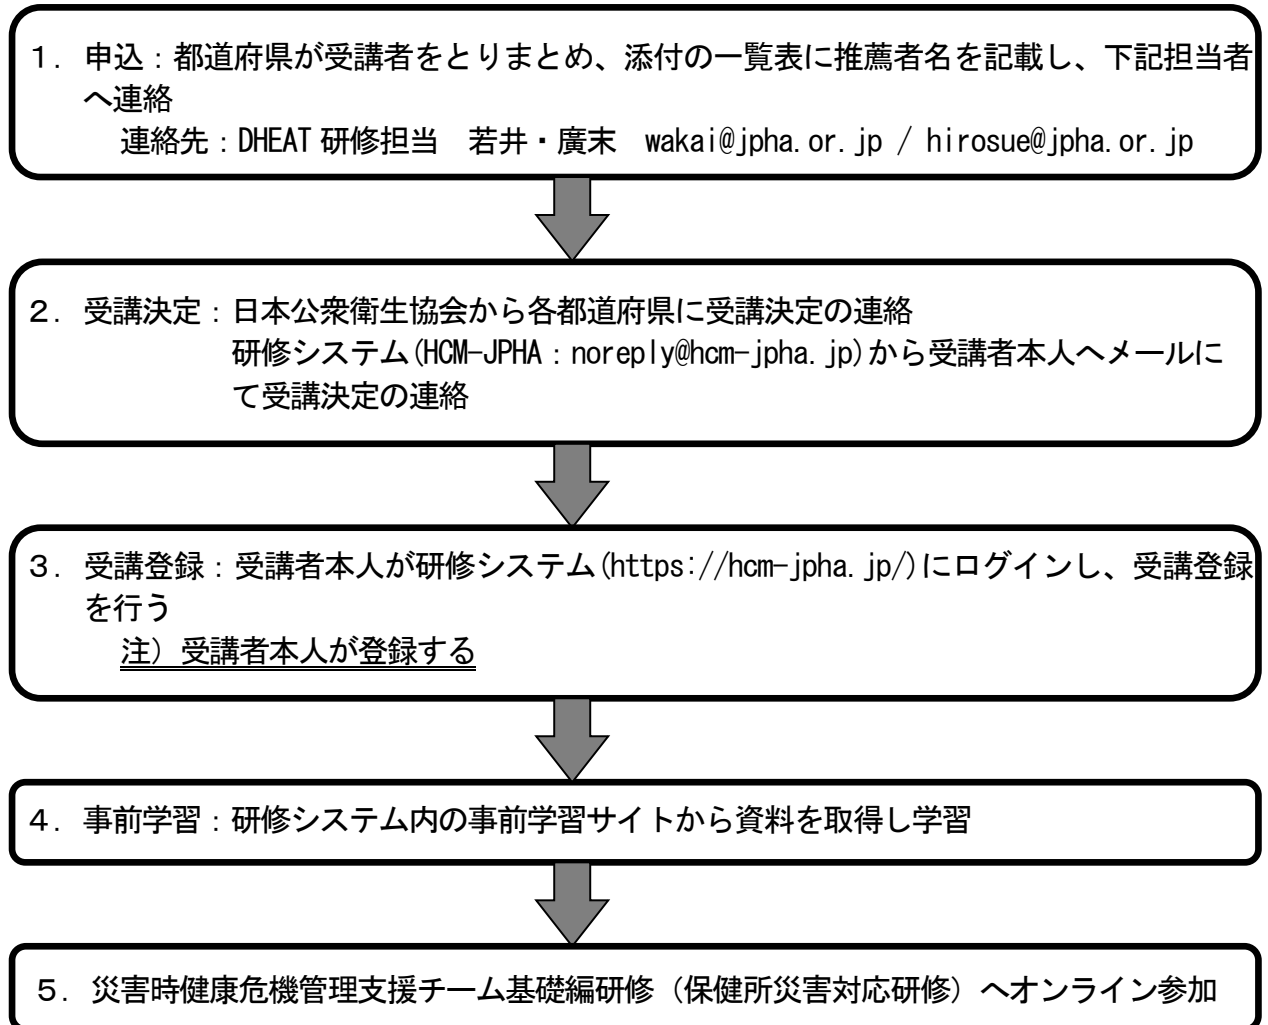 １．申込：都道府県が受講者をとりまとめ、添付の一覧表に推薦者名を記載し、下記担当者
へ連絡
連絡先：DHEAT 研修担当　若井・廣末　wakai@jpha.or.jp / hirosue@jpha.or.jp
２．受講決定：日本公衆衛生協会から各都道府県に受講決定の連絡
研修システム(HCM-JPHA：noreply@hcm-jpha.jp)から受講者本人へメールに
て受講決定の連絡
３．受講登録：受講者本人が研修システム(https://hcm-jpha.jp/)にログインし、受講登録
を行う
注）受講者本人が登録する
４．事前学習：研修システム内の事前学習サイトから資料を取得し学習
５．災害時健康危機管理支援チーム基礎編研修（保健所災害対応研修）へオンライン参加